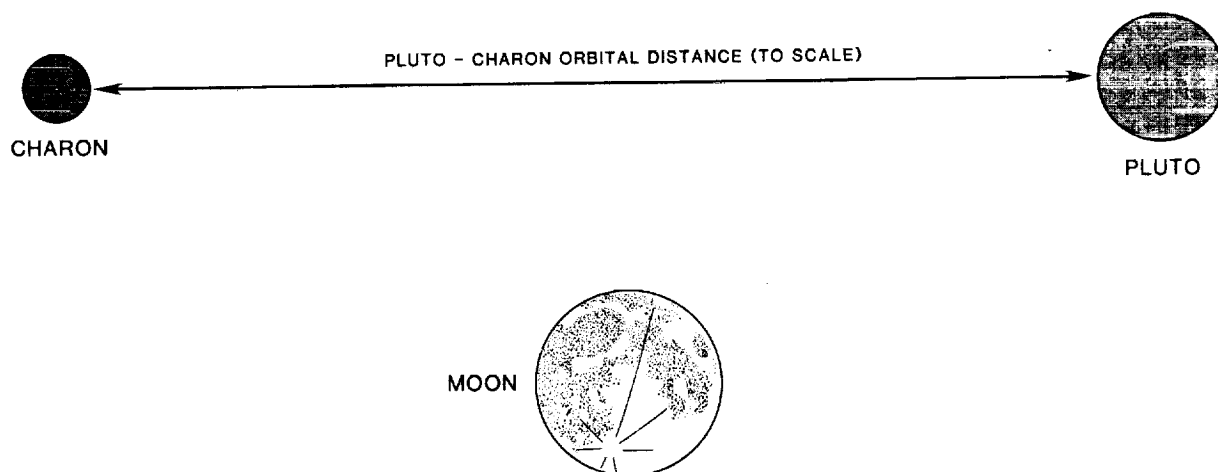 PLUTO - CHARON ORBITAL DISTANCE (TO SCALE)
CHARON
PLUTO
MOON